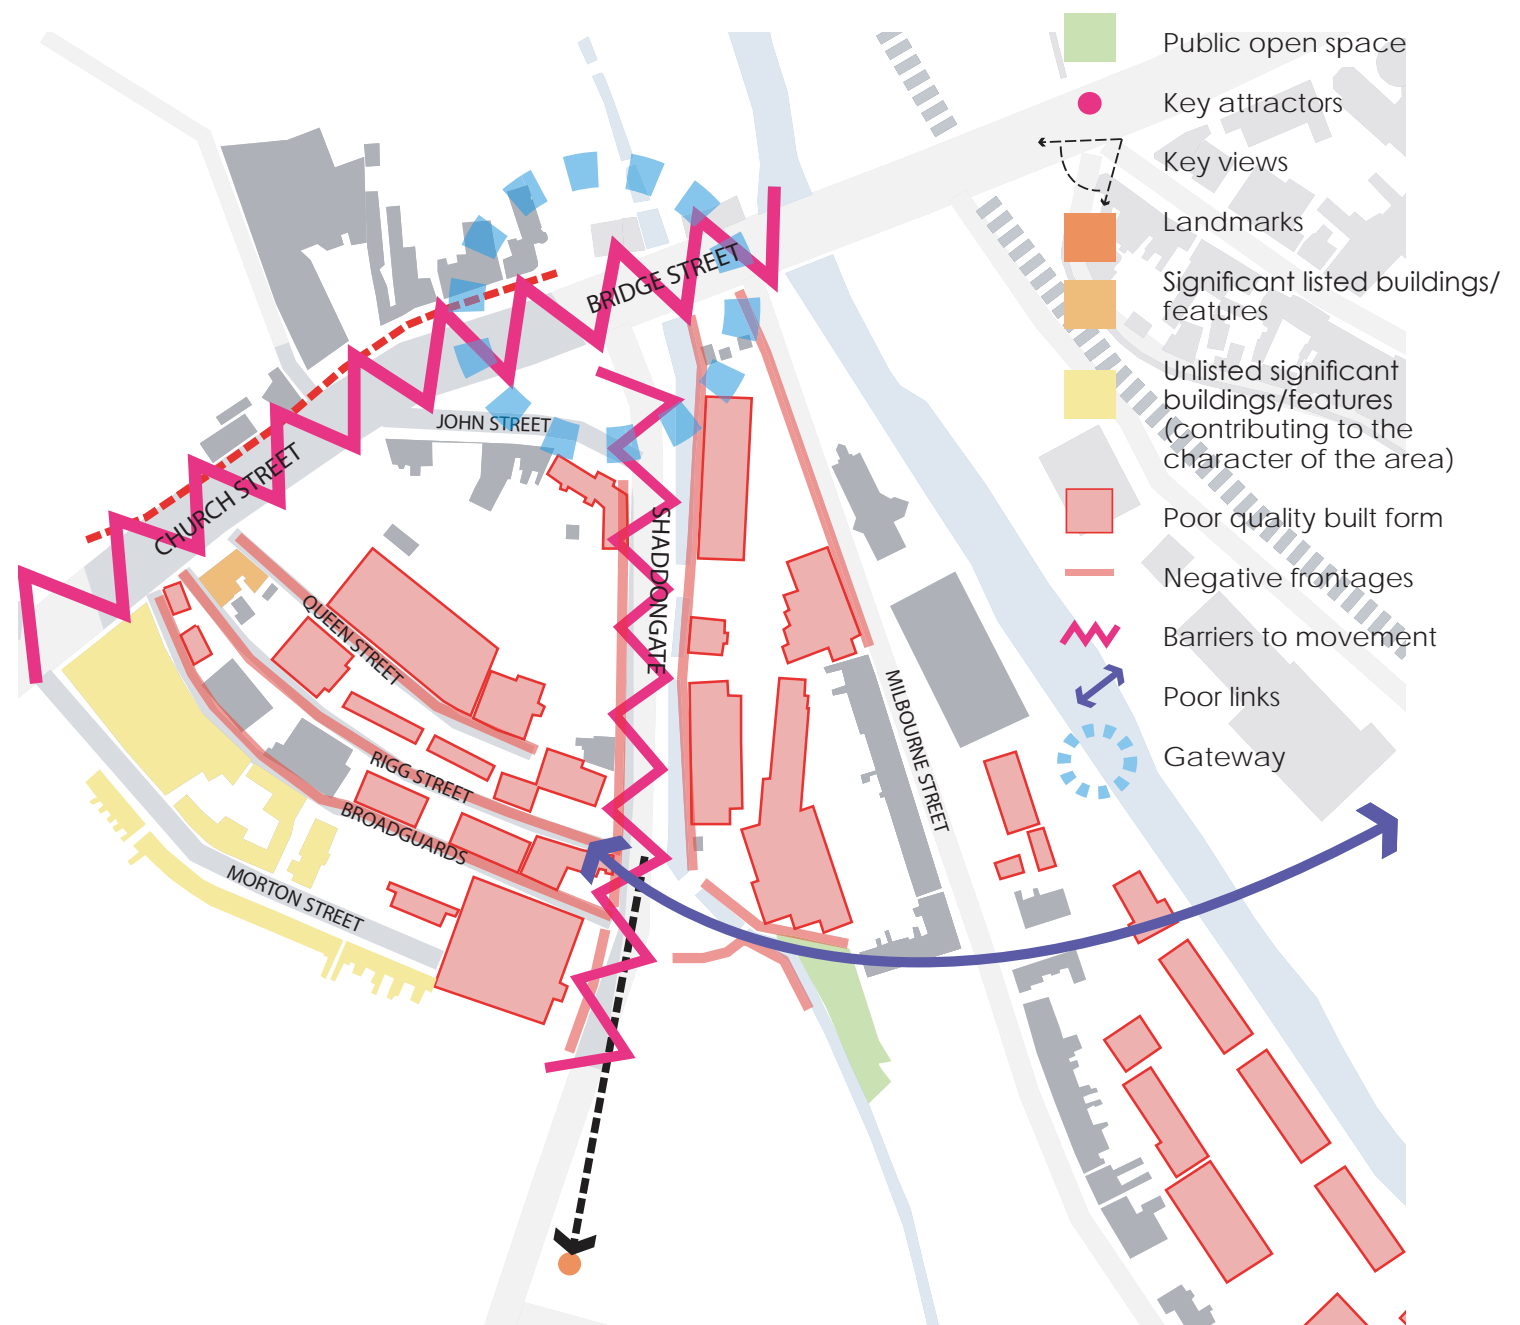 Public open space
Key attractors
Key views
Landmarks
Significant listed buildings/
features
Unlisted significant
buildings/features
(contributing to the
character of the area)
Poor quality built form
Negative frontages
Barriers to movement
Poor links
Gateway
BRIDGE STREET
JOHN STREET
CHURCH STREET
SHADDONGATE
QUEEN STREET
RIGG STREET
BROADGUARDS
MORTON STREET
MILBOURNE STREET